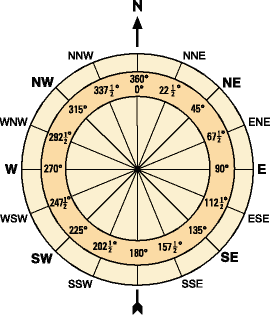 N
NNW NNE
NW 360° NE
337½° 0° 22½°
315° 45°
WNW 292½° 67½° ENE
W 270° 90° E
WSW 247½° 112½° ESE
225° 135°
SW 202½° 157½° SE
180°
SSW SSE